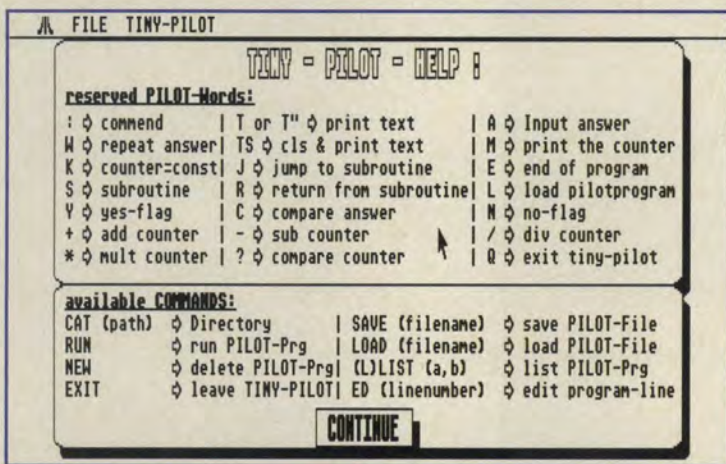 FILE TINY-PILOT
TINY - PILOT - HELP :
reserved PILOT-Words:
: ⇨ commend | T or T" ⇨ print text | A ⇨ Input answer
W ⇨ repeat answer| TS ⇨ cls & print text | M ⇨ print the counter
K ⇨ counter=const| J ⇨ jump to subroutine | E ⇨ end of program
S ⇨ subroutine | R ⇨ return from subroutine| L ⇨ load pilotprogram
Y ⇨ yes-flag | C ⇨ compare answer | N ⇨ no-flag
+ ⇨ add counter | - ⇨ sub counter | / ⇨ div counter
* ⇨ mult counter | ? ⇨ compare counter | Q ⇨ exit tiny-pilot
available COMMANDS:
CAT (path) ⇨ Directory | SAVE (filename) ⇨ save PILOT-File
RUN ⇨ run PILOT-Prg | LOAD (filename) ⇨ load PILOT-File
NEW ⇨ delete PILOT-Prg| (L)LIST (a,b) ⇨ list PILOT-Prg
EXIT ⇨ leave TINY-PILOT| ED (linenumber) ⇨ edit program-line
CONTINUE